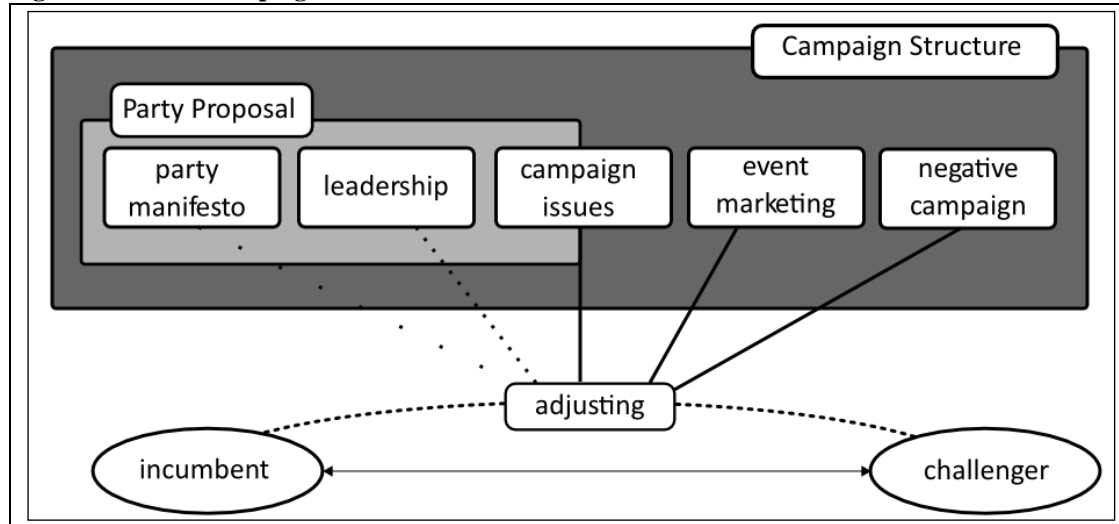 Campaign Structure
Party Proposal
party
manifesto
leadership
campaign
issues
event
marketing
negative
campaign
adjusting
incumbent
challenger